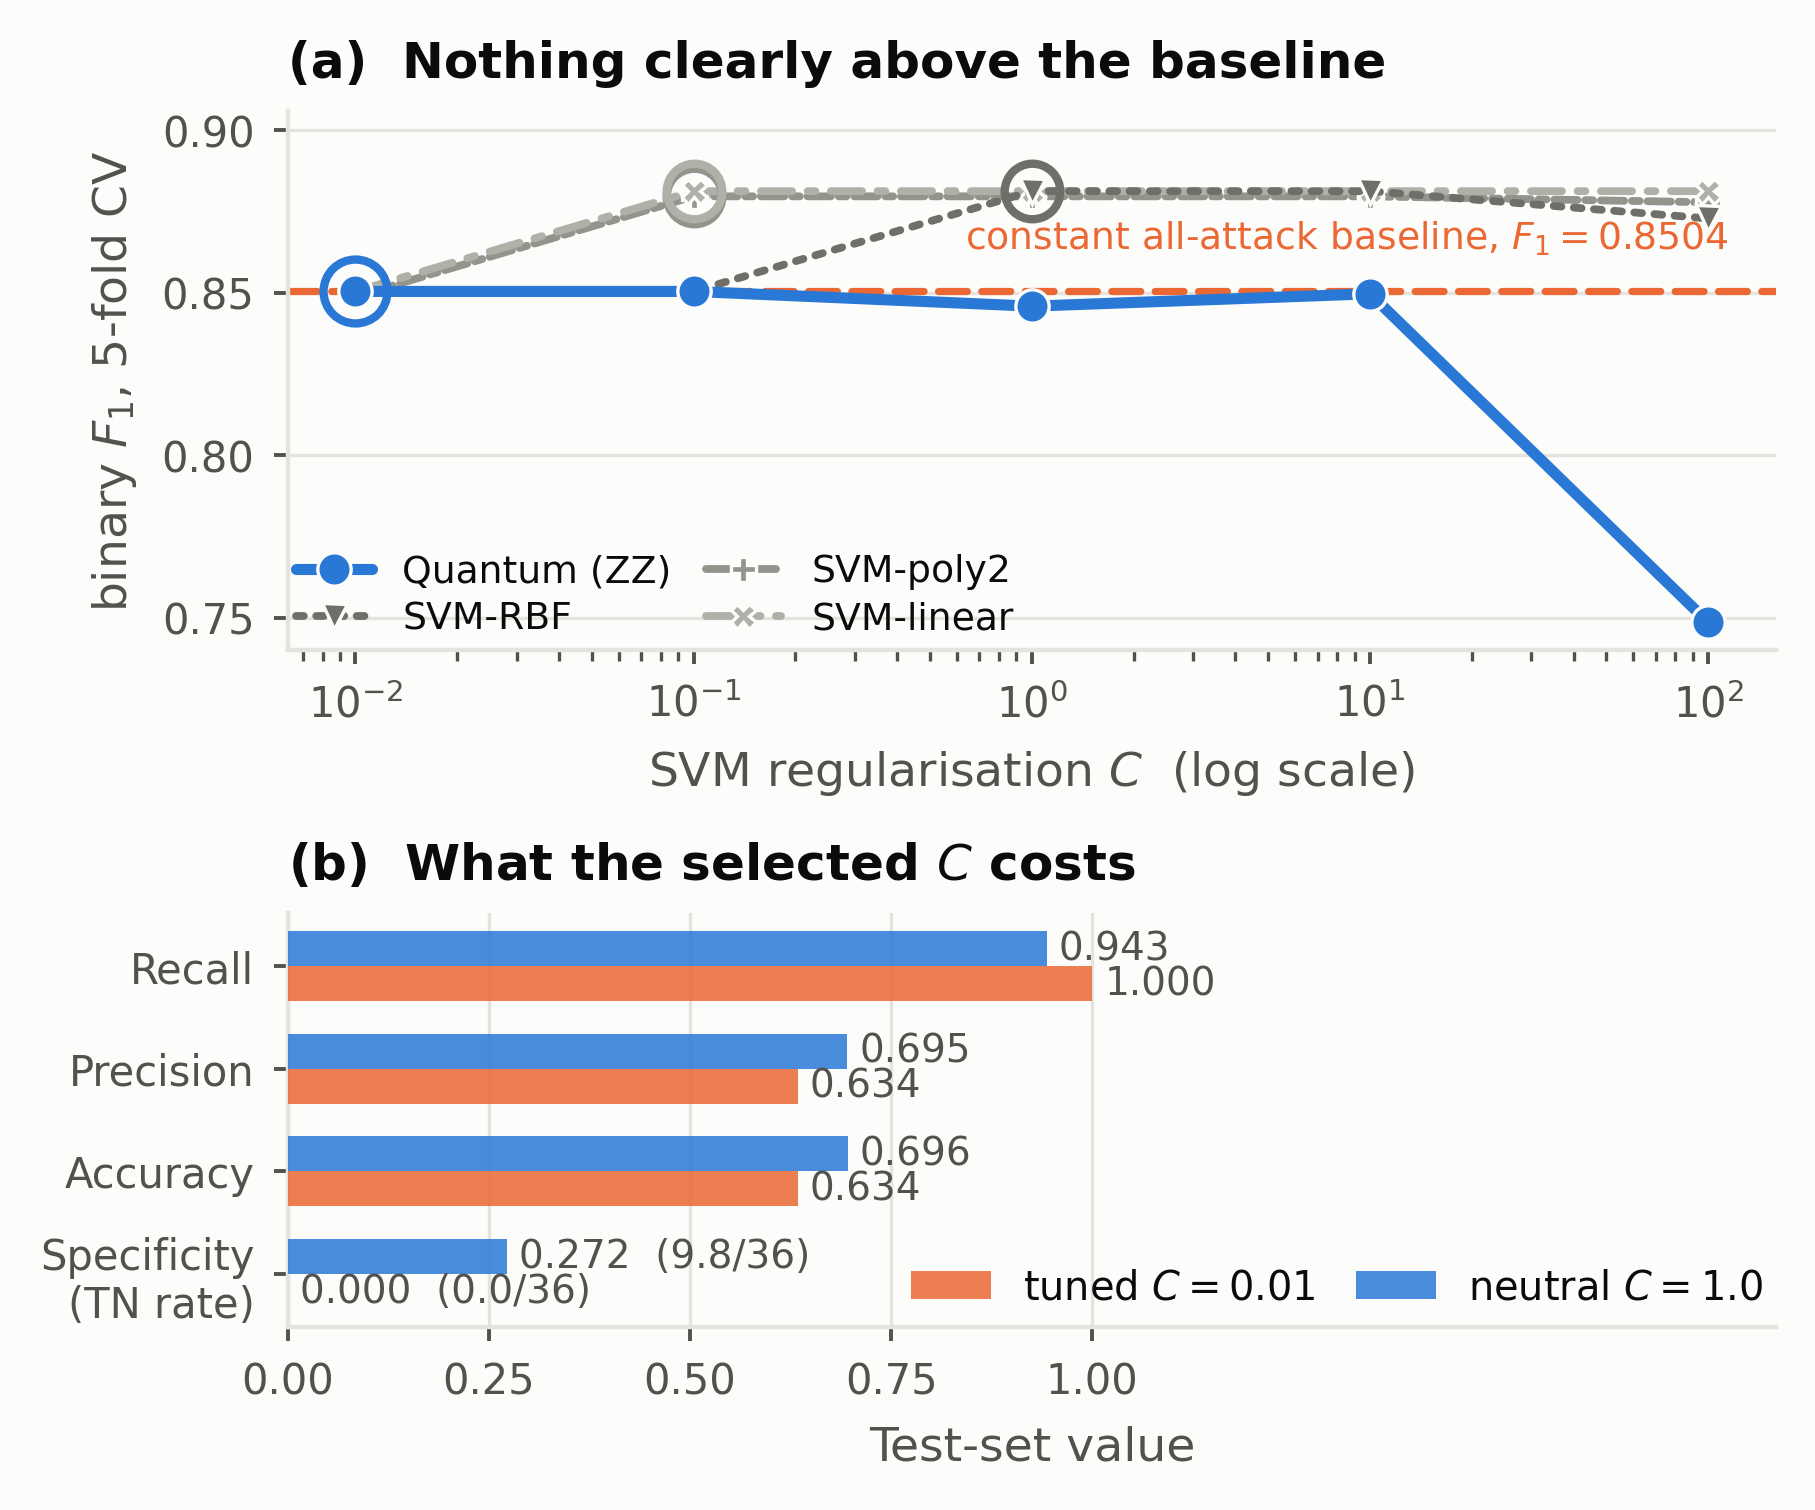 (a) Nothing clearly above the baseline
binary F₁, 5-fold CV
0.90
0.85
0.80
0.75
constant all-attack baseline, F₁ = 0.8504
Quantum (ZZ)
SVM-RBF
SVM-poly2
SVM-linear
10⁻²
10⁻¹
10⁰
10¹
10²
SVM regularisation C (log scale)
(b) What the selected C costs
Recall
0.943
1.000
Precision
0.695
0.634
Accuracy
0.696
0.634
Specificity
(TN rate)
0.272 (9.8/36)
0.000 (0.0/36)
tuned C = 0.01
neutral C = 1.0
0.00
0.25
0.50
0.75
1.00
Test-set value